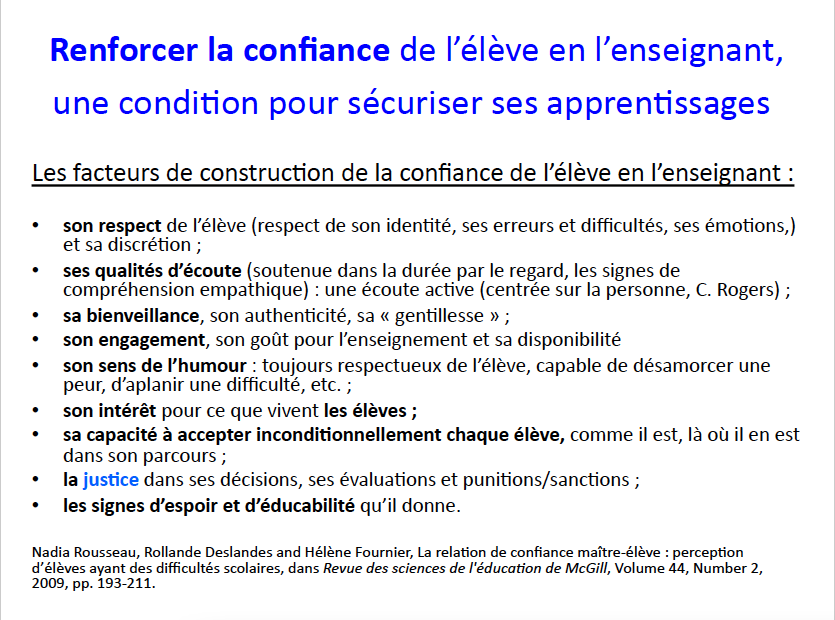 Renforcer la confiance de l’élève en l’enseignant,
une condition pour sécuriser ses apprentissages
Les facteurs de construction de la confiance de l’élève en l’enseignant :
• son respect de l’élève (respect de son identité, ses erreurs et difficultés, ses émotions,)
et sa discrétion ;
• ses qualités d’écoute (soutenue dans la durée par le regard, les signes de
compréhension empathique) : une écoute active (centrée sur la personne, C. Rogers) ;
• sa bienveillance, son authenticité, sa « gentillesse » ;
• son engagement, son goût pour l’enseignement et sa disponibilité
• son sens de l’humour : toujours respectueux de l’élève, capable de désamorcer une
peur, d’aplanir une difficulté, etc. ;
• son intérêt pour ce que vivent les élèves ;
• sa capacité à accepter inconditionnellement chaque élève, comme il est, là où il en est
dans son parcours ;
• la justice dans ses décisions, ses évaluations et punitions/sanctions ;
• les signes d’espoir et d’éducabilité qu’il donne.
Nadia Rousseau, Rollande Deslandes and Hélène Fournier, La relation de confiance maître-élève : perception
d’élèves ayant des difficultés scolaires, dans Revue des sciences de l'éducation de McGill, Volume 44, Number 2,
2009, pp. 193-211.